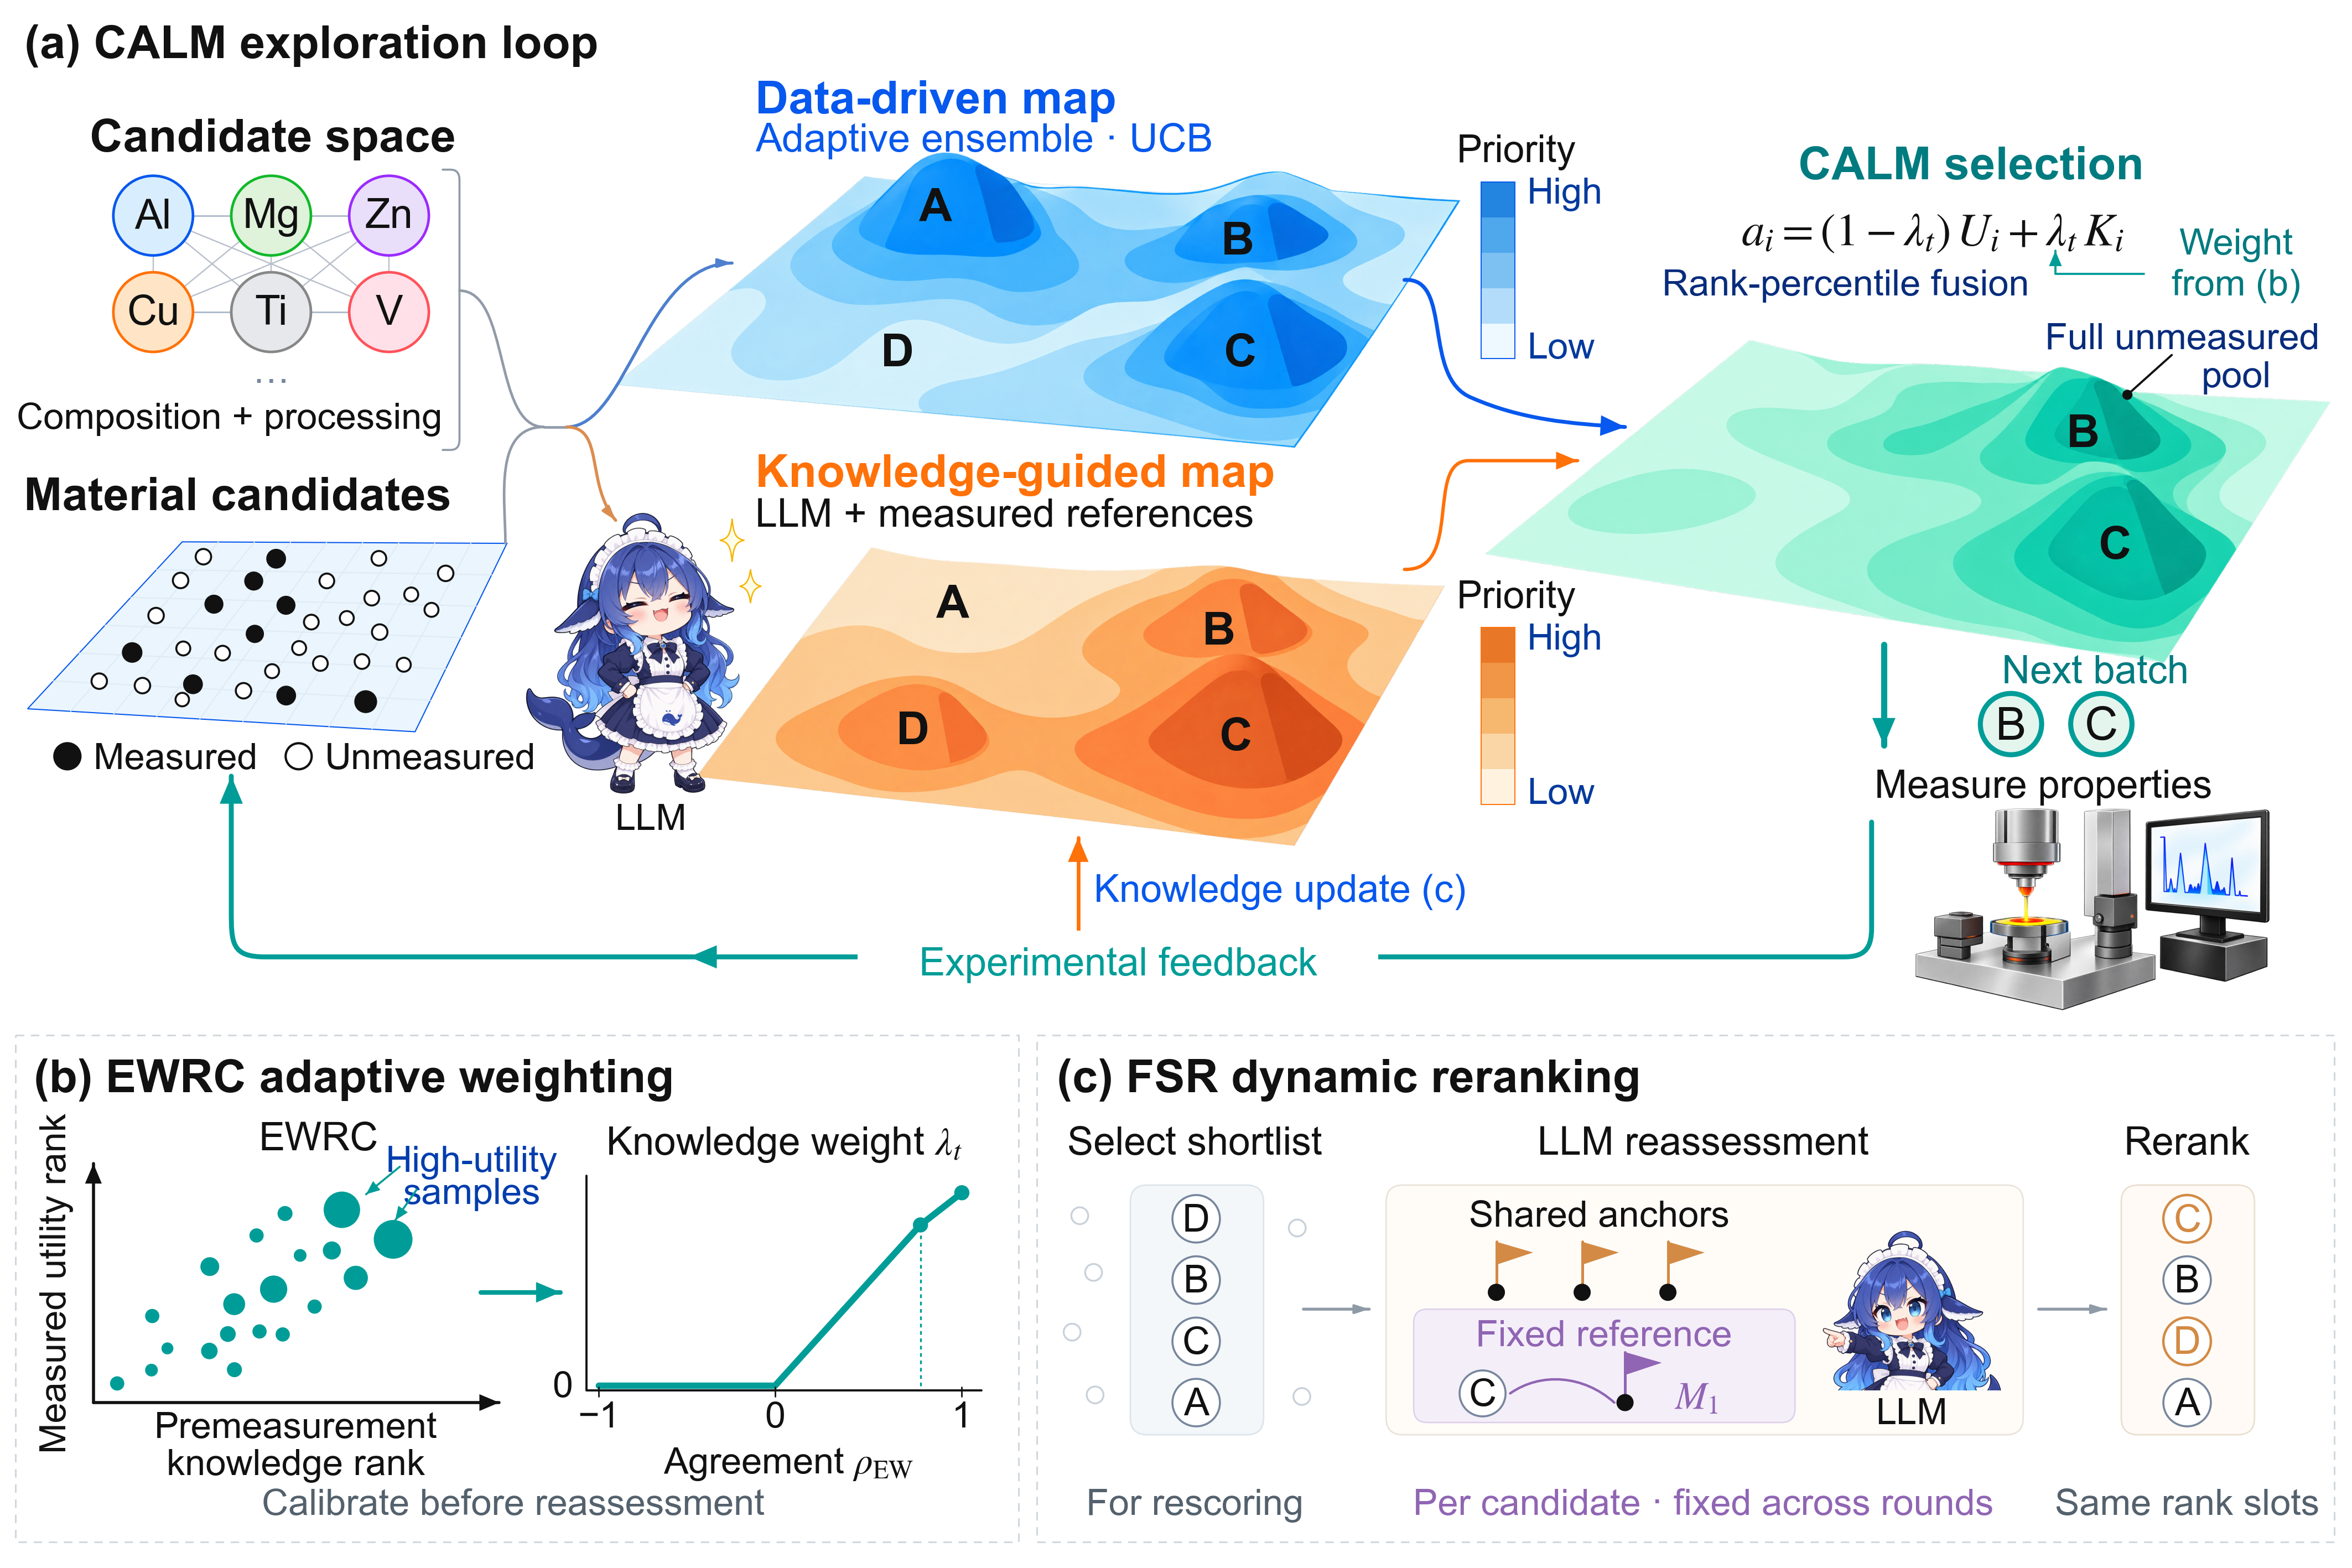 (a) CALM exploration loop
Candidate space
Al
Mg
Zn
Cu
Ti
V
...
Composition + processing
Material candidates
Measured
Unmeasured
Data-driven map
Adaptive ensemble · UCB
A
B
C
D
Priority
High
Low
Knowledge-guided map
LLM + measured references
A
B
C
D
Priority
High
Low
LLM
Knowledge update (c)
Experimental feedback
CALM selection
a_i = (1 − λ_t) U_i + λ_t K_i
Rank-percentile fusion
Weight
from (b)
Full unmeasured
pool
B
C
Next batch
B
C
Measure properties
(b) EWRC adaptive weighting
EWRC
High-utility
samples
Measured utility rank
Premeasurement
knowledge rank
Knowledge weight λ_t
0
−1
0
1
Agreement ρ_EW
Calibrate before reassessment
(c) FSR dynamic reranking
Select shortlist
D
B
C
A
For rescoring
LLM reassessment
Shared anchors
Fixed reference
C
M_1
LLM
Per candidate · fixed across rounds
Rerank
C
B
D
A
Same rank slots